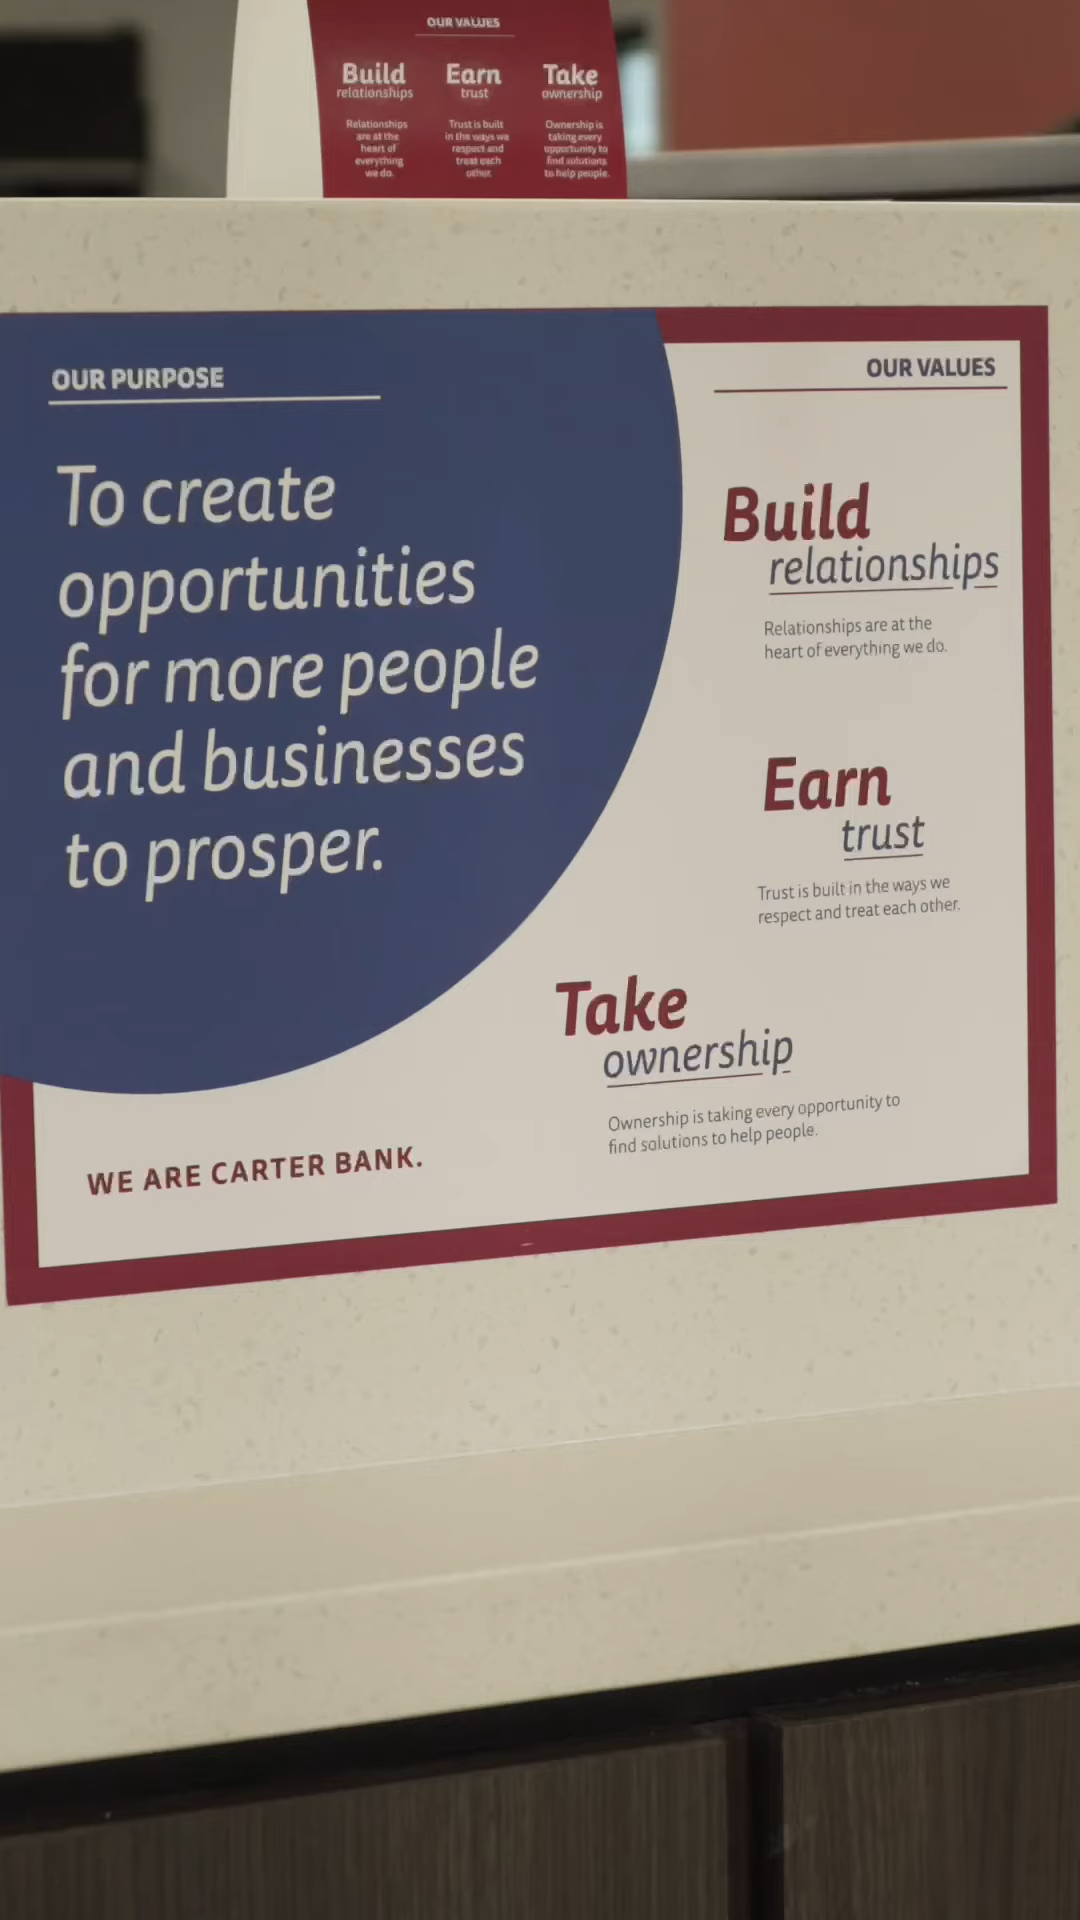 OUR VALUES
Build
relationships
Relationships
are at the
heart of
everything
we do.
Earn
trust
Trust is built
in the ways we
respect and
treat each
other.
Take
ownership
Ownership is
taking every
opportunity to
find solutions
to help people.
OUR PURPOSE
To create
opportunities
for more people
and businesses
to prosper.
WE ARE CARTER BANK.
OUR VALUES
Build
relationships
Relationships are at the
heart of everything we do.
Earn
trust
Trust is built in the ways we
respect and treat each other.
Take
ownership
Ownership is taking every opportunity to
find solutions to help people.